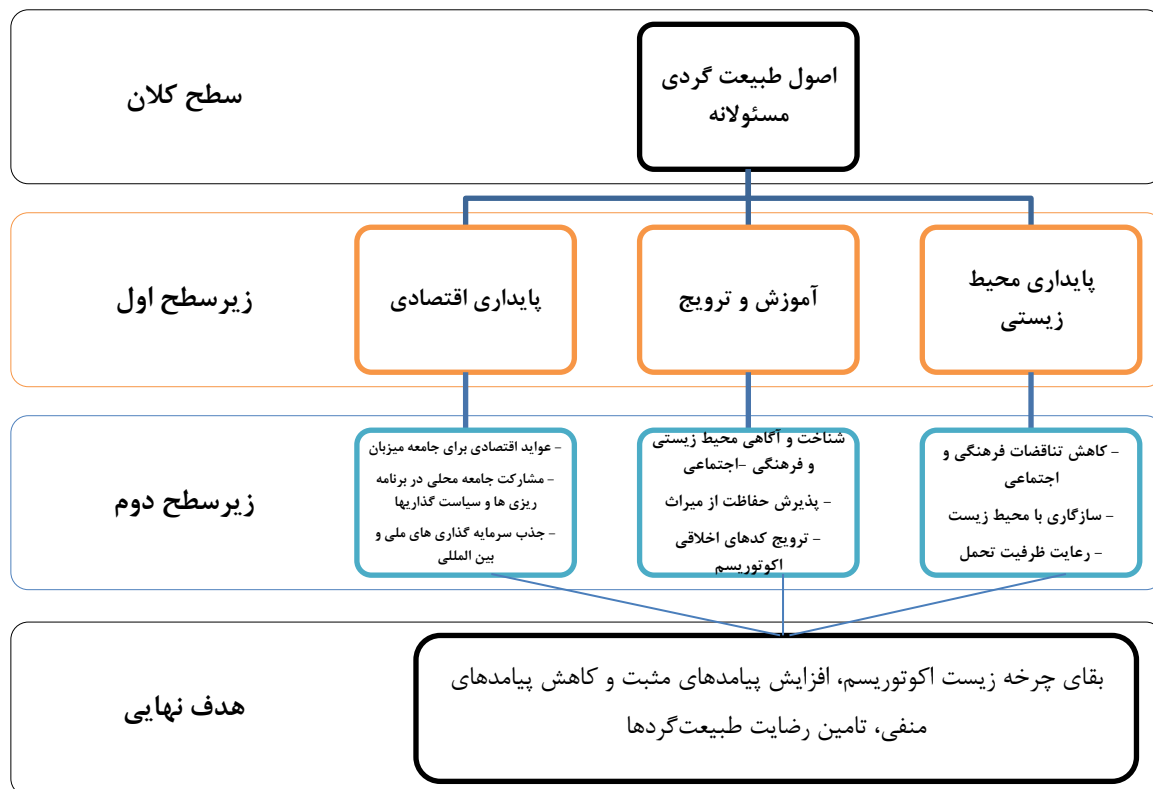 سطح کلان
اصول طبیعت گردی
مسئولانه
زیرسطح اول
پایداری محیط
زیستی
آموزش و ترویج
پایداری اقتصادی
زیرسطح دوم
- کاهش تناقضات فرهنگی و
اجتماعی
- سازگاری با محیط زیست
- رعایت ظرفیت تحمل
شناخت و آگاهی محیط زیستی
و فرهنگی -اجتماعی
- پذیرش حفاظت از میراث
- ترویج کدهای اخلاقی
اکوتوریسم
- عواید اقتصادی برای جامعه میزبان
- مشارکت جامعه محلی در برنامه
ریزی ها و سیاست گذاریها
- جذب سرمایه گذاری های ملی و
بین المللی
هدف نهایی
بقای چرخه زیست اکوتوریسم، افزایش پیامدهای مثبت و کاهش پیامدهای
منفی، تامین رضایت طبیعت‌گردها